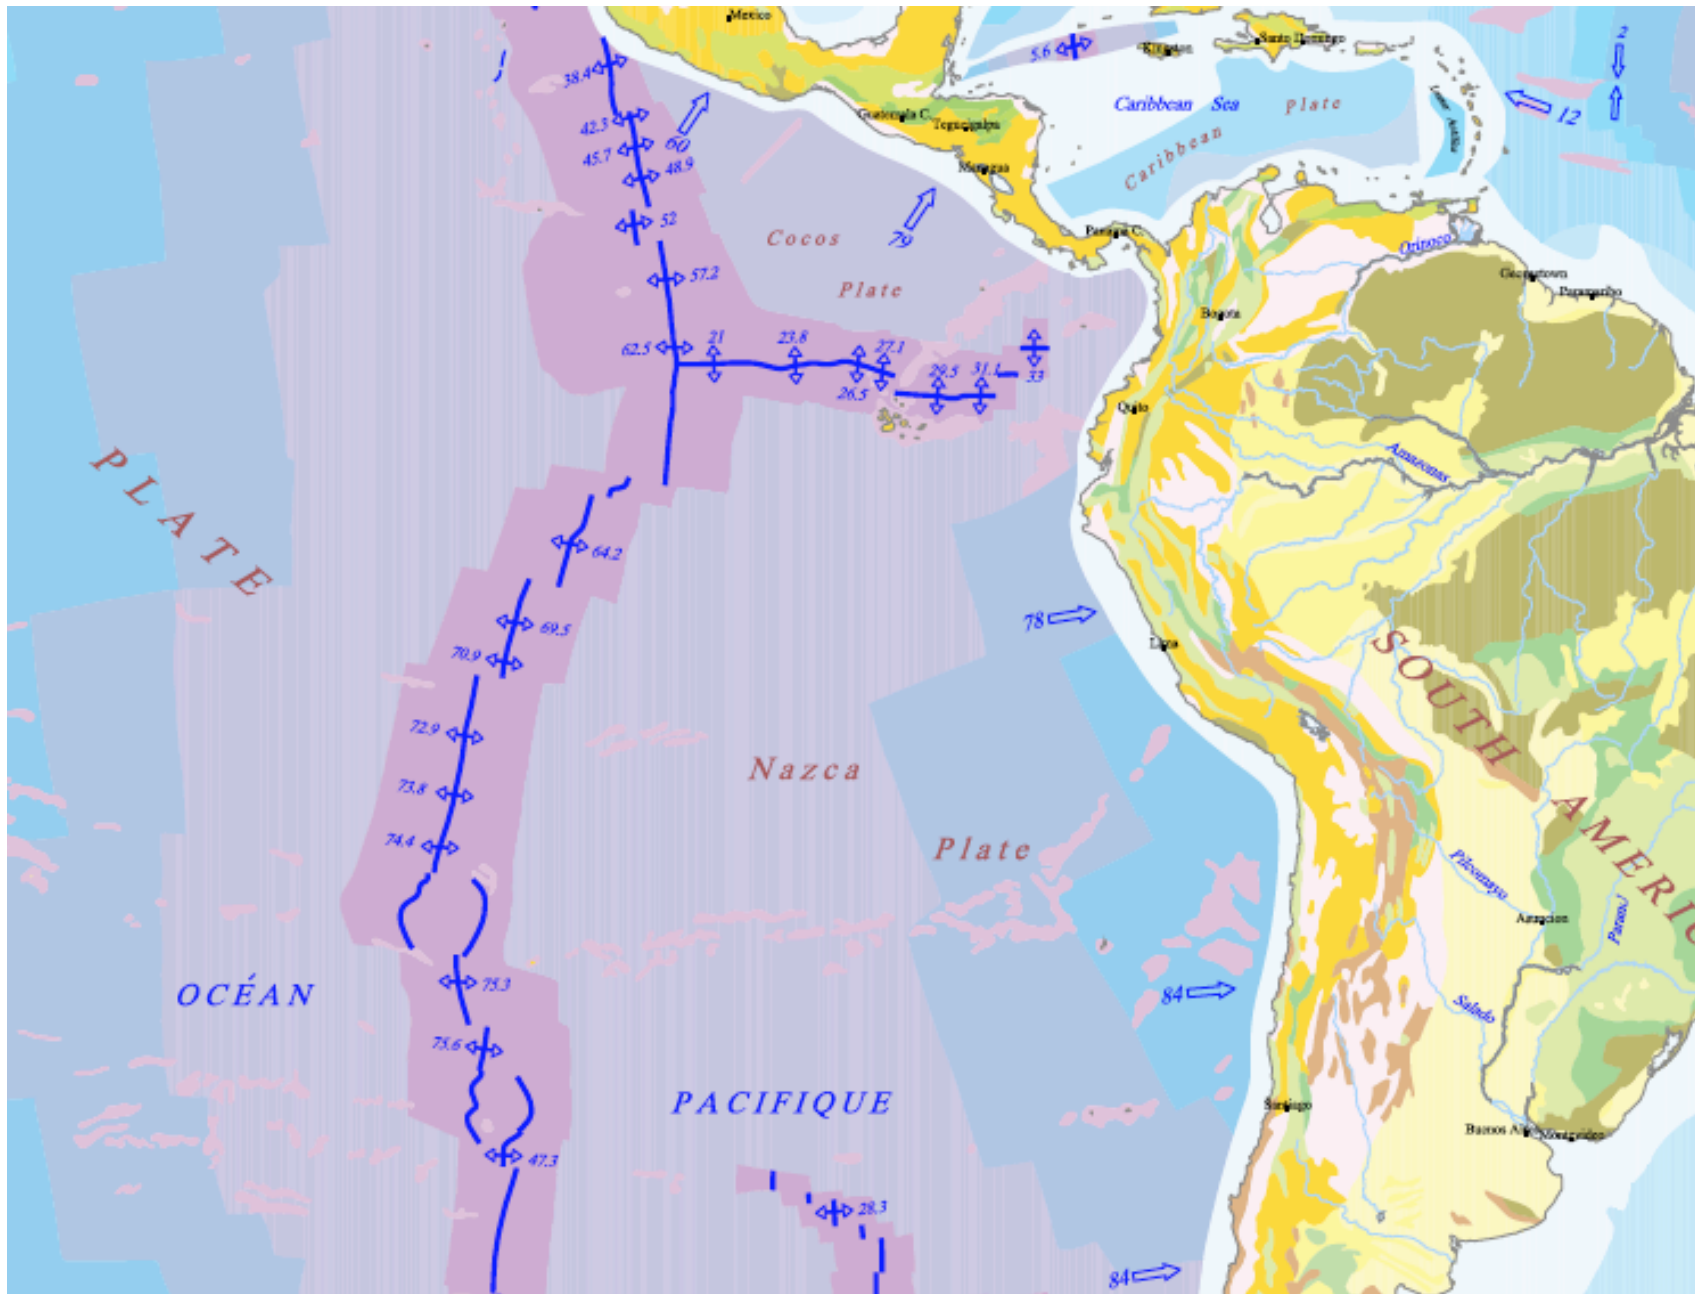 Mexico
Kingston
Santo Domingo
5.6
2
38.4
42.3
60
45.7
48.9
Caribbean Sea
Plate
12
Guatemala C.
Tegucigalpa
Caribbean
Managua
52
79
Cocos
Panama C.
Orinoco
57.2
Plate
Georgetown
Paramaribo
Bogota
62.5
21
23.8
27.1
26.5
29.5
31.1
33
Quito
PLATE
Amazonas
64.2
78
69.5
Lima
70.9
SOUTH
72.9
Nazca
73.8
Plate
74.4
AMERIC
Pilcomayo
Asuncion
OCÉAN
75.3
84
Salado
75.6
PACIFIQUE
Santiago
Montevideo
47.3
28.3
84